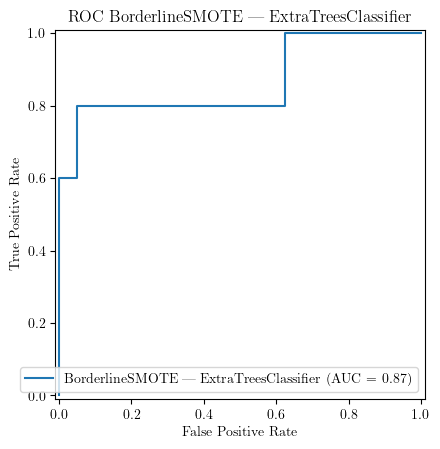 ROC BorderlineSMOTE — ExtraTreesClassifier
1.0
0.8
0.6
0.4
0.2
0.0
True Positive Rate
BorderlineSMOTE — ExtraTreesClassifier (AUC = 0.87)
0.0 0.2 0.4 0.6 0.8 1.0
False Positive Rate